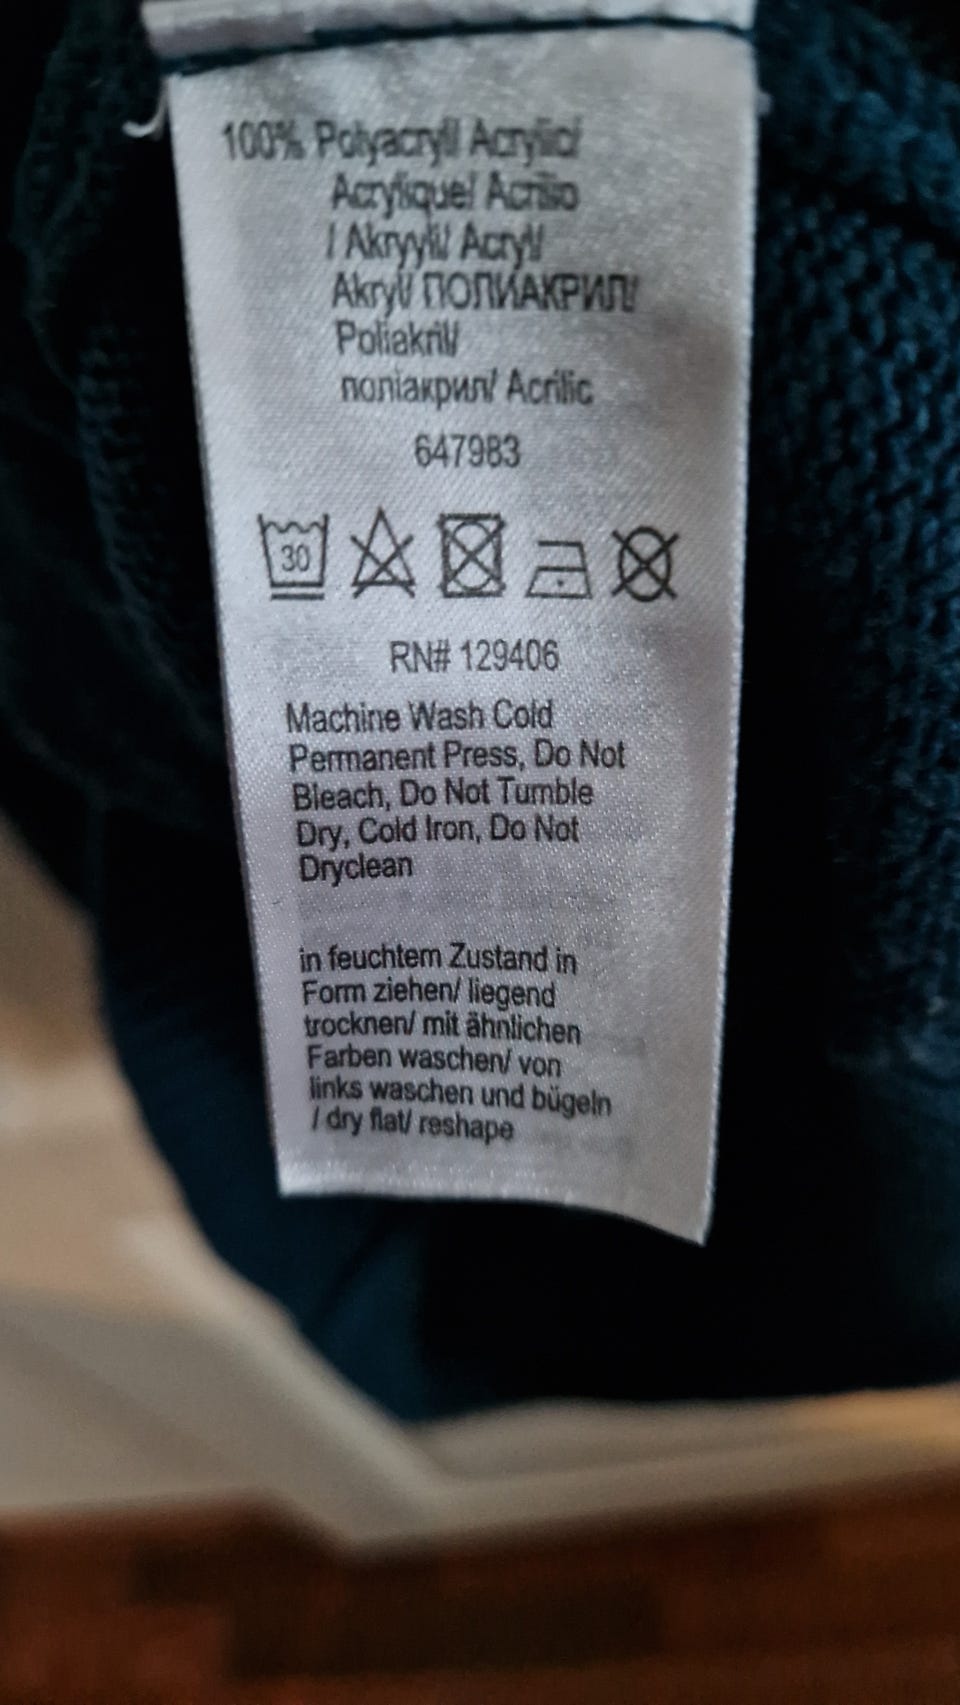 100% Polyacryl/ Acrylic/
Acrylique/ Acrilio
/ Akryyli/ Acryl/
Akryl/ ПОЛИАКРИЛ/
Poliakril/
поліакрил/ Acrilic
647983
30
RN# 129406
Machine Wash Cold
Permanent Press, Do Not
Bleach, Do Not Tumble
Dry, Cold Iron, Do Not
Dryclean
in feuchtem Zustand in
Form ziehen/ liegend
trocknen/ mit ähnlichen
Farben waschen/ von
links waschen und bügeln
/ dry flat/ reshape